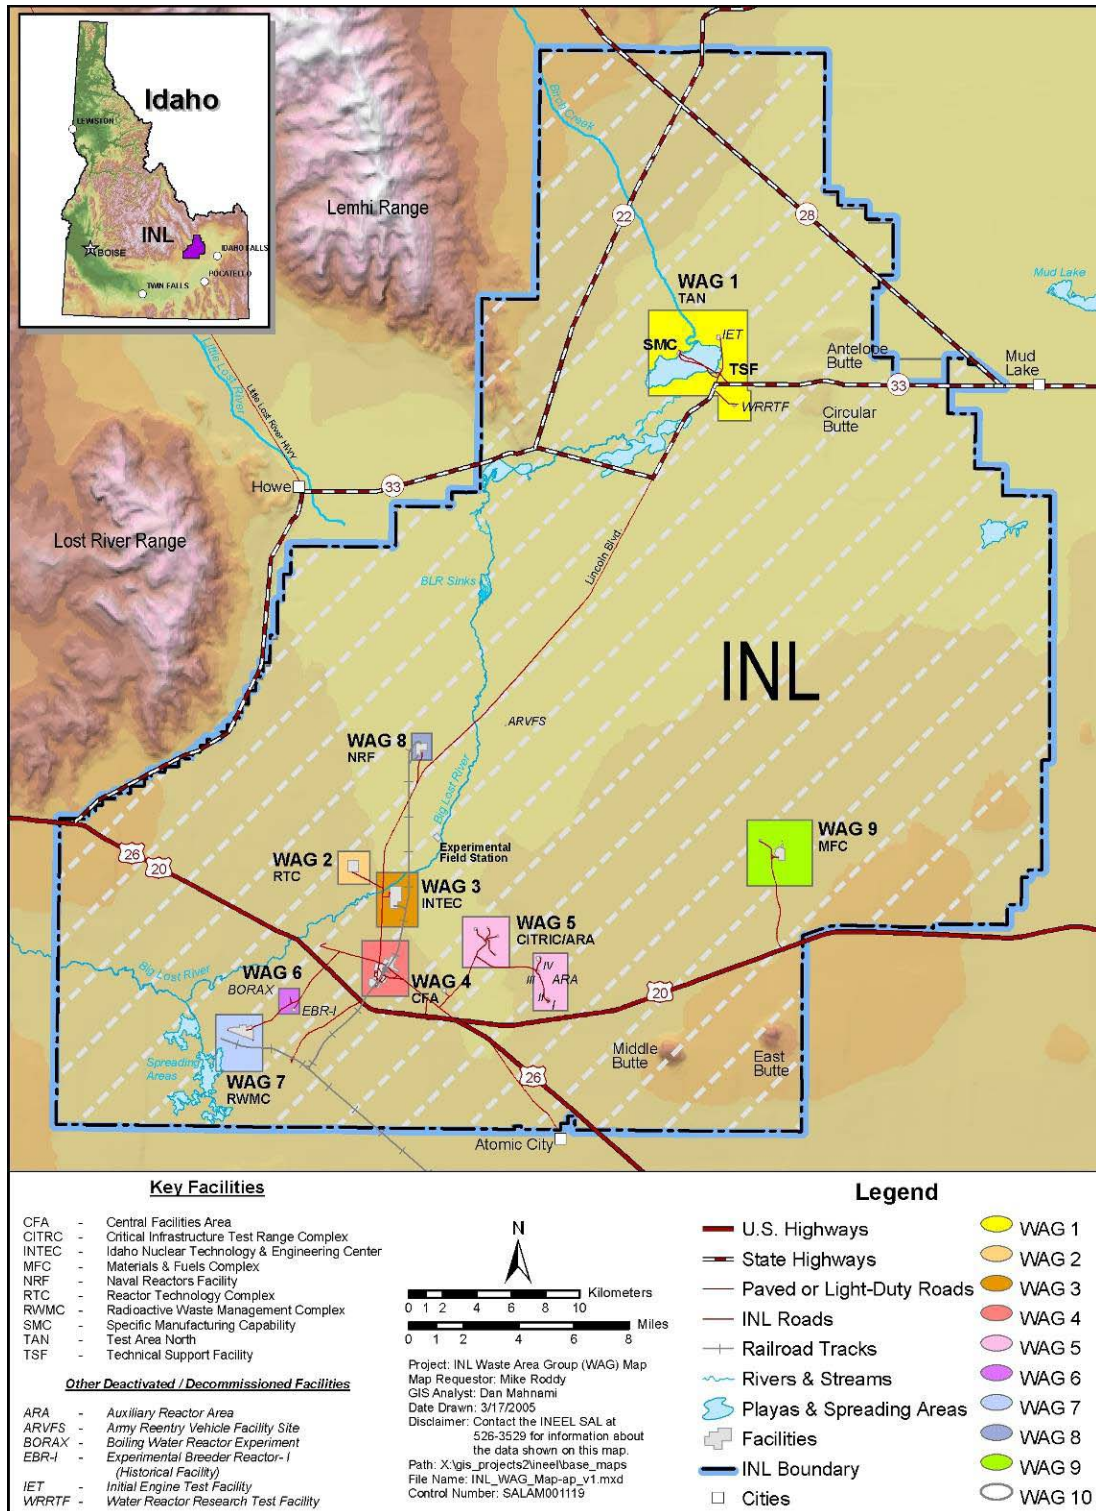 Idaho
LEWISTON
INL
BOISE
IDAHO FALLS
POCATELLO
TWIN FALLS
Lemhi Range
Birch Creek
22
28
Mud Lake
WAG 1
TAN
IET
SMC
TSF
WRRTF
Antelope
Butte
Mud
Lake
33
Circular
Butte
Little Lost River
Little Lost River HWY
Howe
33
Lost River Range
Lincoln Blvd.
BLR Sinks
INL
ARVFS
WAG 8
NRF
Big Lost River
Experimental
Field Station
26
20
WAG 2
RTC
WAG 3
INTEC
WAG 9
MFC
WAG 5
CITRIC/ARA
IV
III
ARA
II
I
Big Lost River
WAG 6
BORAX
EBR-I
WAG 4
CFA
20
Spreading
Areas
WAG 7
RWMC
Middle
Butte
East
Butte
26
Atomic City
Key Facilities
CFA - Central Facilities Area
CITRC - Critical Infrastructure Test Range Complex
INTEC - Idaho Nuclear Technology & Engineering Center
MFC - Materials & Fuels Complex
NRF - Naval Reactors Facility
RTC - Reactor Technology Complex
RWMC - Radioactive Waste Management Complex
SMC - Specific Manufacturing Capability
TAN - Test Area North
TSF - Technical Support Facility
Other Deactivated / Decommissioned Facilities
ARA - Auxiliary Reactor Area
ARVFS - Army Reentry Vehicle Facility Site
BORAX - Boiling Water Reactor Experiment
EBR-I - Experimental Breeder Reactor- I
(Historical Facility)
IET - Initial Engine Test Facility
WRRTF - Water Reactor Research Test Facility
N
Kilometers
0 1 2 4 6 8 10
Miles
0 1 2 4 6 8
Project: INL Waste Area Group (WAG) Map
Map Requestor: Mike Roddy
GIS Analyst: Dan Mahnami
Date Drawn: 3/17/2005
Disclaimer: Contact the INEEL SAL at
526-3529 for information about
the data shown on this map.
Path: X:\gis_projects2\ineel\base_maps
File Name: INL_WAG_Map-ap_v1.mxd
Control Number: SALAM001119
Legend
U.S. Highways
State Highways
Paved or Light-Duty Roads
INL Roads
Railroad Tracks
Rivers & Streams
Playas & Spreading Areas
Facilities
INL Boundary
Cities
WAG 1
WAG 2
WAG 3
WAG 4
WAG 5
WAG 6
WAG 7
WAG 8
WAG 9
WAG 10